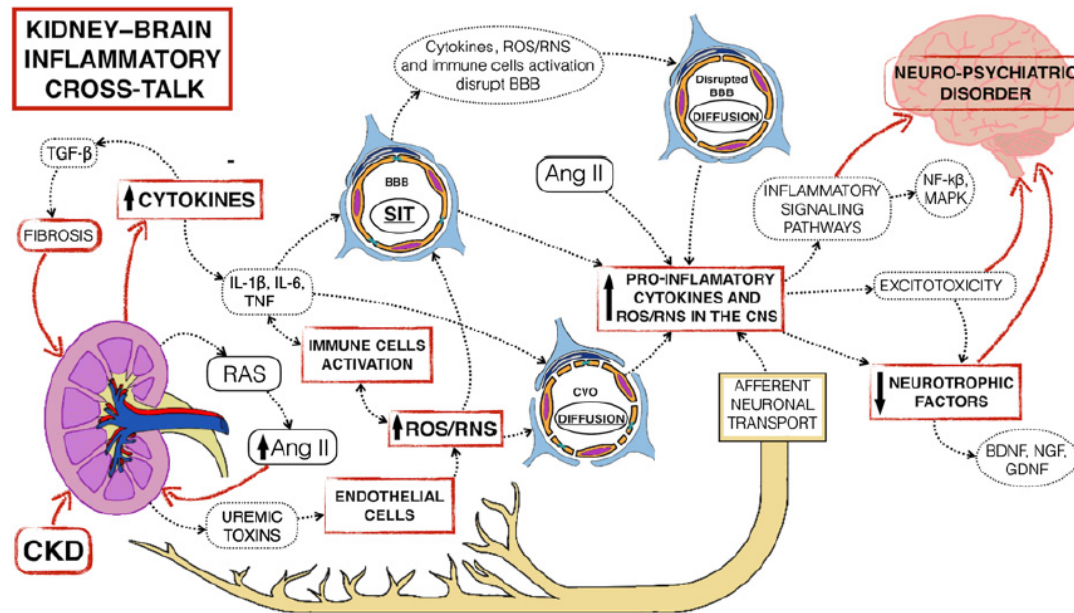 KIDNEY–BRAIN
INFLAMMATORY
CROSS-TALK
TGF-β
CYTOKINES
FIBROSIS
CKD
RAS
Ang II
UREMIC
TOXINS
IL-1β, IL-6,
TNF
IMMUNE CELLS
ACTIVATION
ROS/RNS
ENDOTHELIAL
CELLS
BBB
SIT
Cytokines, ROS/RNS
and immune cells activation
disrupt BBB
Disrupted
BBB
DIFFUSION
CVO
DIFFUSION
Ang II
PRO-INFLAMATORY
CYTOKINES AND
ROS/RNS IN THE CNS
AFFERENT
NEURONAL
TRANSPORT
INFLAMMATORY
SIGNALING
PATHWAYS
NF-kβ,
MAPK
EXCITOTOXICITY
NEUROTROPHIC
FACTORS
BDNF, NGF,
GDNF
NEURO-PSYCHIATRIC
DISORDER